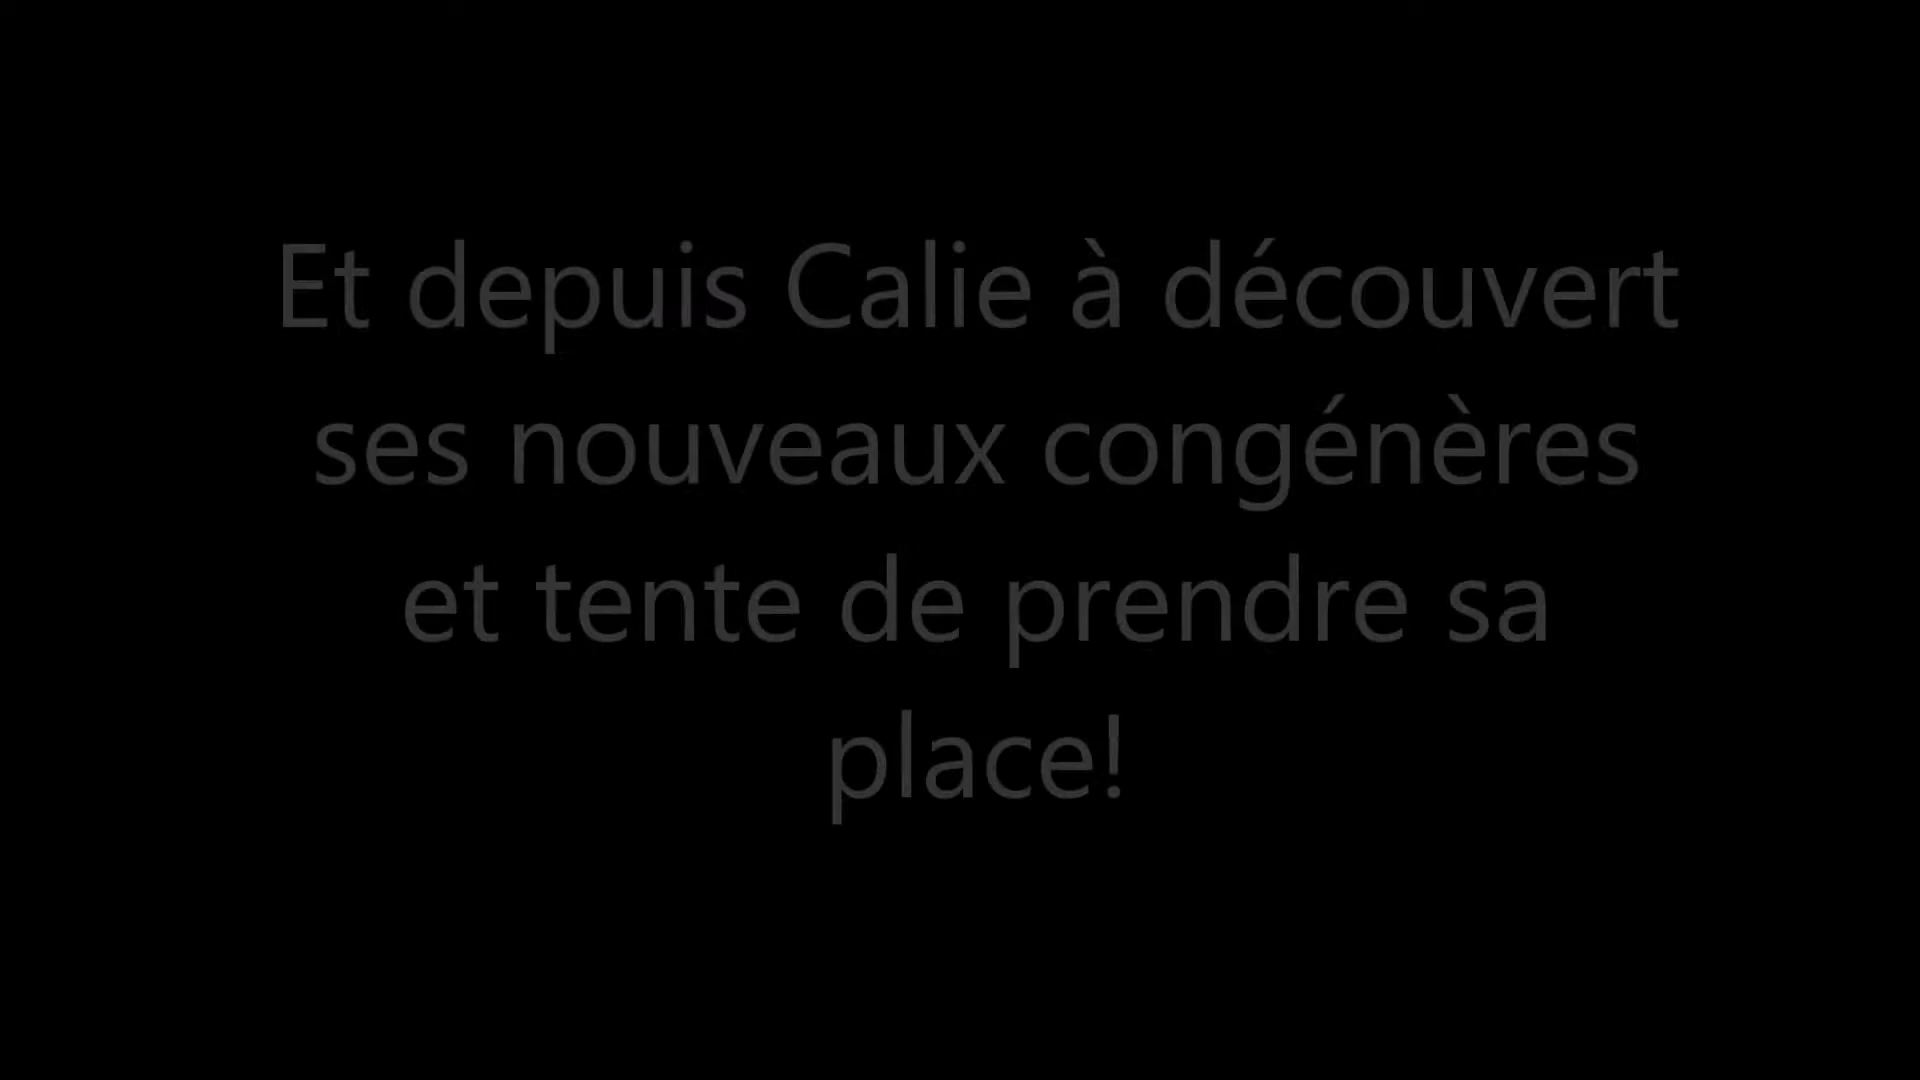 Et depuis Calie à découvert
ses nouveaux congénères
et tente de prendre sa
place!